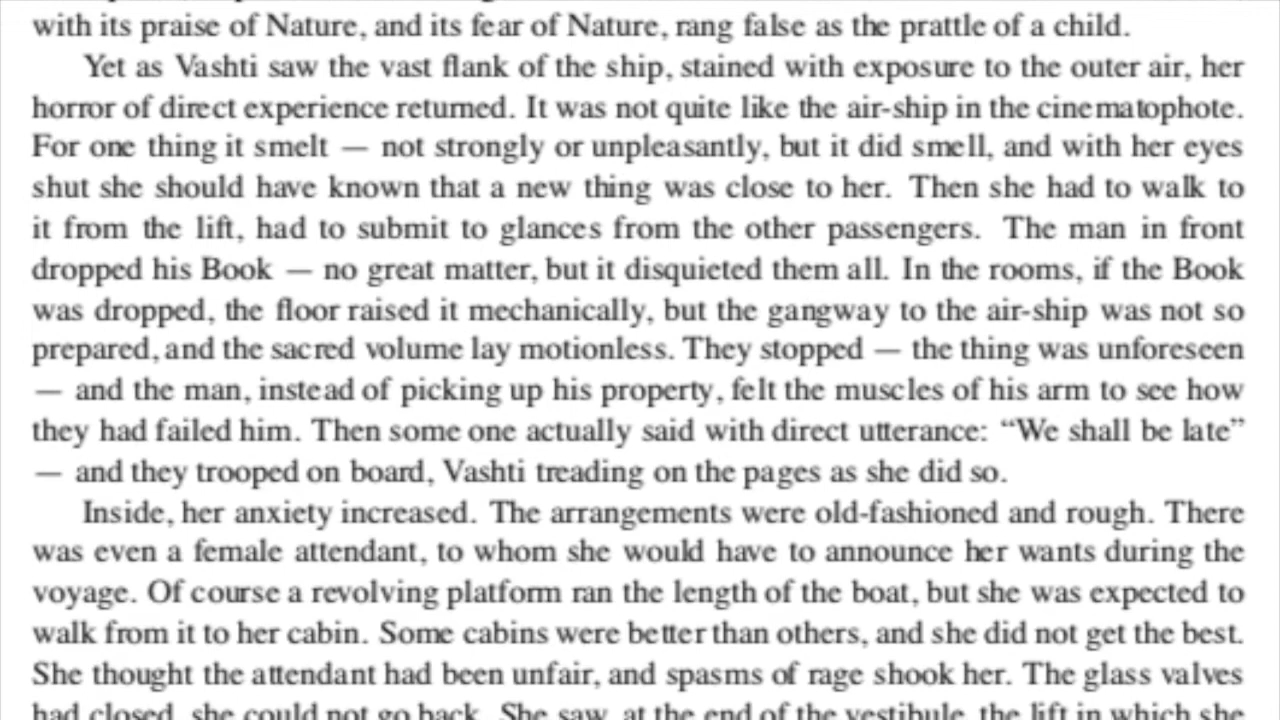 with its praise of Nature, and its fear of Nature, rang false as the prattle of a child.
Yet as Vashti saw the vast flank of the ship, stained with exposure to the outer air, her
horror of direct experience returned. It was not quite like the air-ship in the cinematophote.
For one thing it smelt — not strongly or unpleasantly, but it did smell, and with her eyes
shut she should have known that a new thing was close to her. Then she had to walk to
it from the lift, had to submit to glances from the other passengers. The man in front
dropped his Book — no great matter, but it disquieted them all. In the rooms, if the Book
was dropped, the floor raised it mechanically, but the gangway to the air-ship was not so
prepared, and the sacred volume lay motionless. They stopped — the thing was unforeseen
— and the man, instead of picking up his property, felt the muscles of his arm to see how
they had failed him. Then some one actually said with direct utterance: “We shall be late”
— and they trooped on board, Vashti treading on the pages as she did so.
Inside, her anxiety increased. The arrangements were old-fashioned and rough. There
was even a female attendant, to whom she would have to announce her wants during the
voyage. Of course a revolving platform ran the length of the boat, but she was expected to
walk from it to her cabin. Some cabins were better than others, and she did not get the best.
She thought the attendant had been unfair, and spasms of rage shook her. The glass valves
had closed, she could not go back. She saw, at the end of the vestibule, the lift in which she